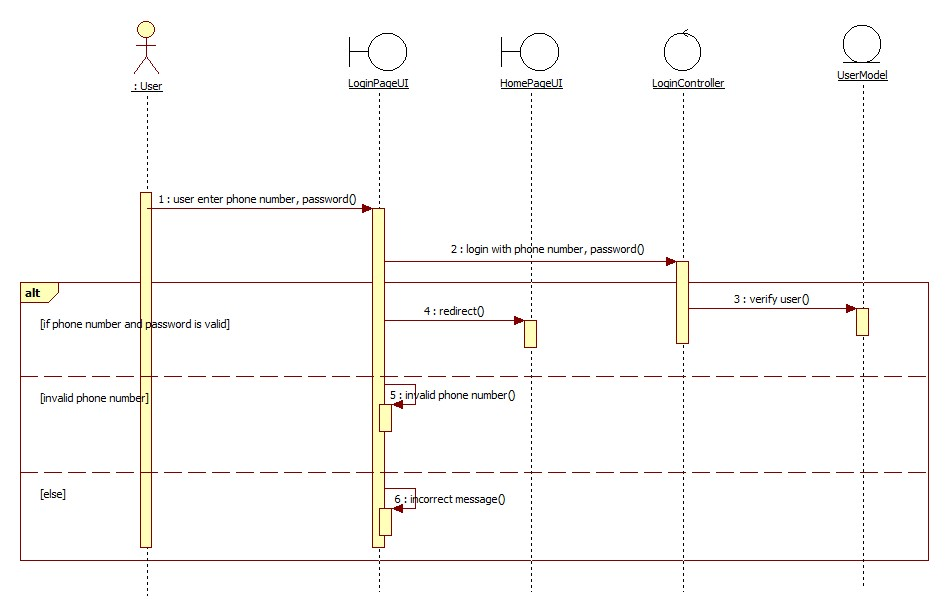 : User
LoginPageUI
HomePageUI
LoginController
UserModel
1 : user enter phone number, password()
2 : login with phone number, password()
alt
3 : verify user()
4 : redirect()
[if phone number and password is valid]
5 : invalid phone number()
[invalid phone number]
6 : incorrect message()
[else]